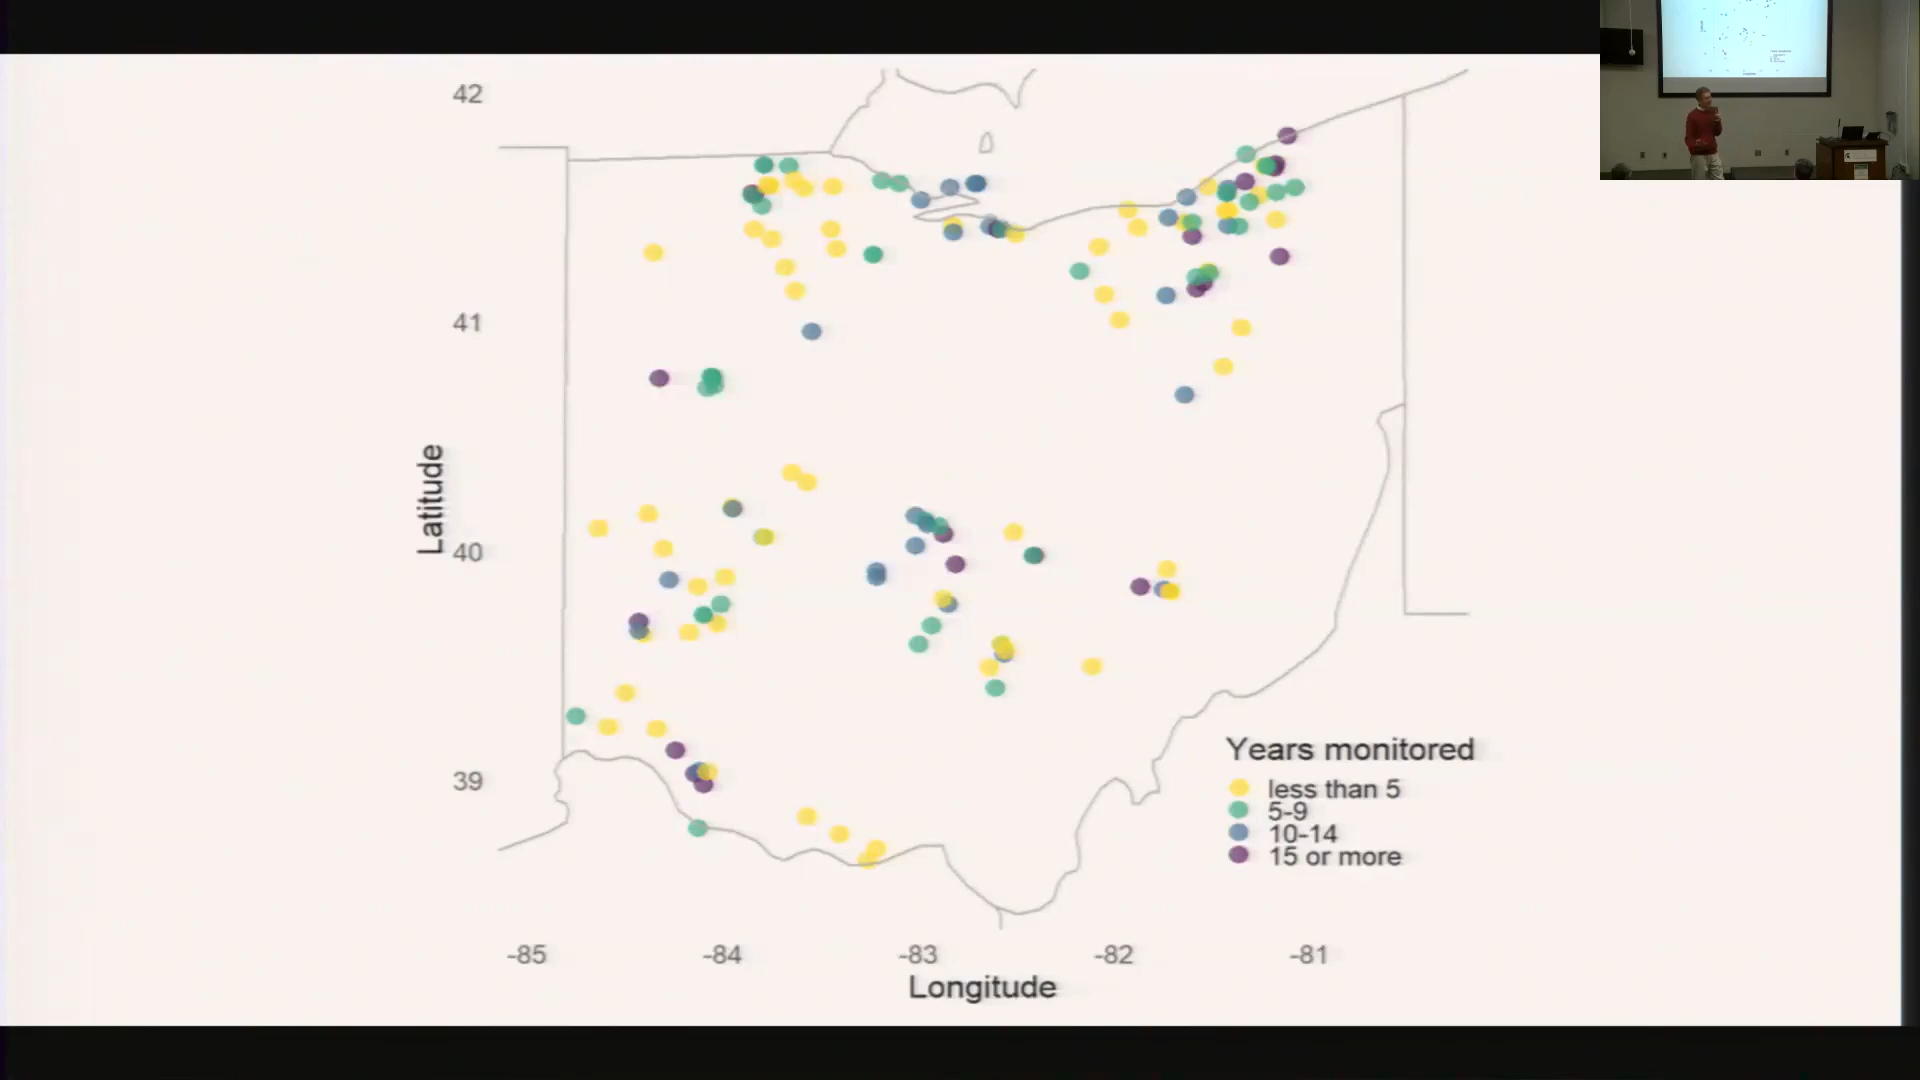 42
41
40
39
Latitude
-85
-84
-83
-82
-81
Longitude
Years monitored
less than 5
5-9
10-14
15 or more